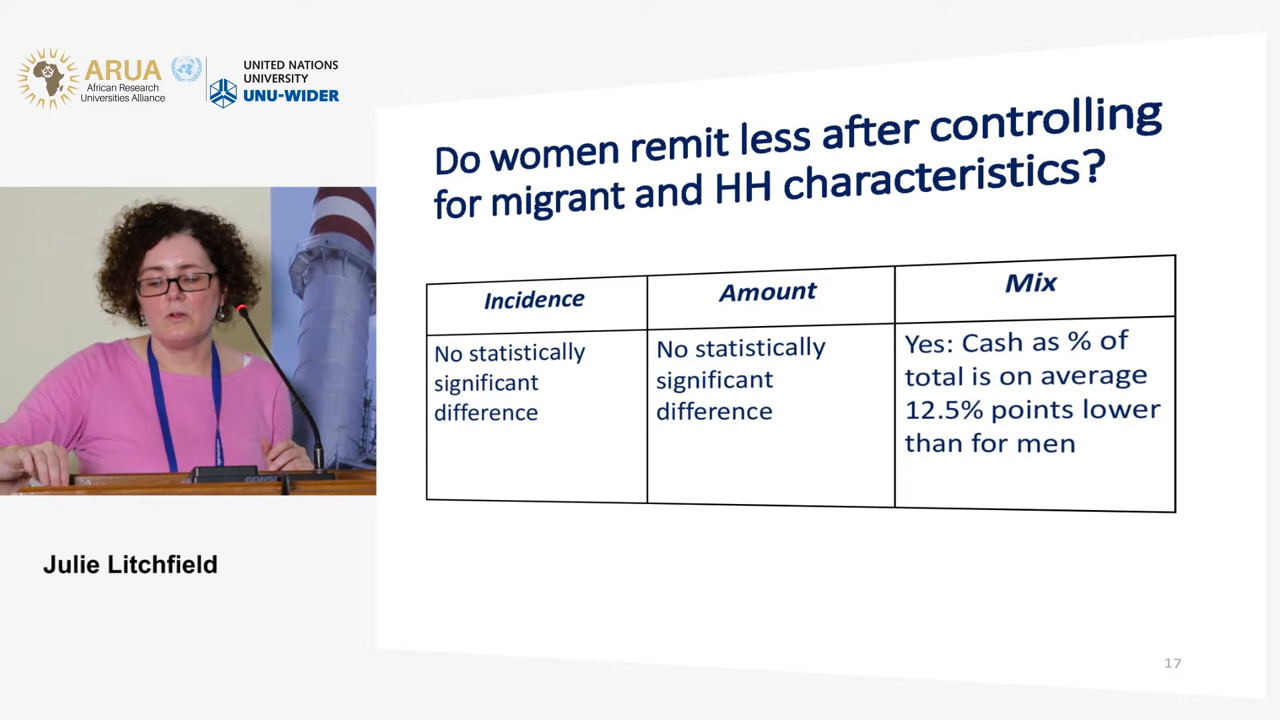 ARUA
African Research
Universities Alliance
UNITED NATIONS
UNIVERSITY
UNU-WIDER
Do women remit less after controlling
for migrant and HH characteristics?
Incidence
Amount
Mix
No statistically
significant
difference
No statistically
significant
difference
Yes: Cash as % of
total is on average
12.5% points lower
than for men
GONSI
Julie Litchfield
17